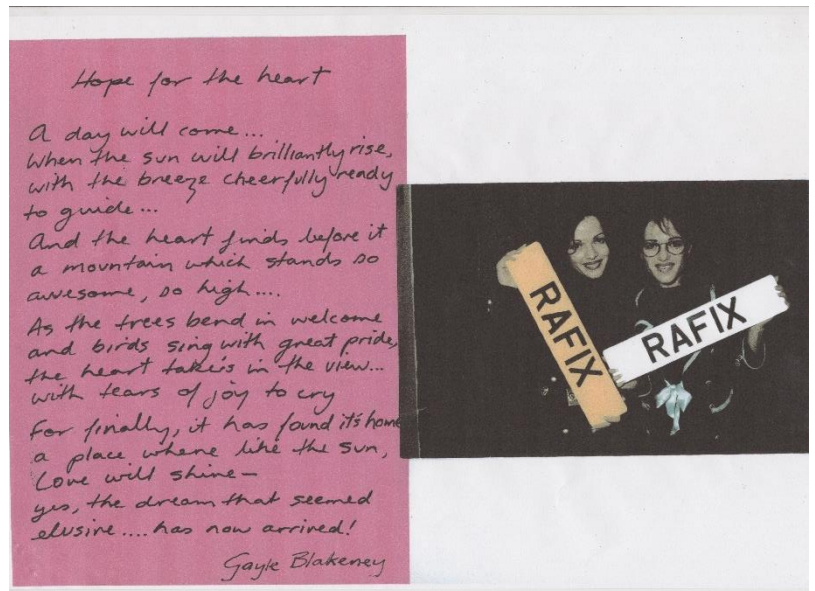 Hope for the heart
A day will come...
When the sun will brilliantly rise,
with the breeze cheerfully ready
to guide...
And the heart finds before it
a mountain which stands so
awesome, so high....
As the trees bend in welcome
and birds sing with great pride,
the heart takes in the view...
with tears of joy to cry
For finally, it has found it's home
a place where like the sun,
Love will shine—
yes, the dream that seemed
elusive.... has now arrived!
Gayle Blakeney
RAFIX
RAFIX